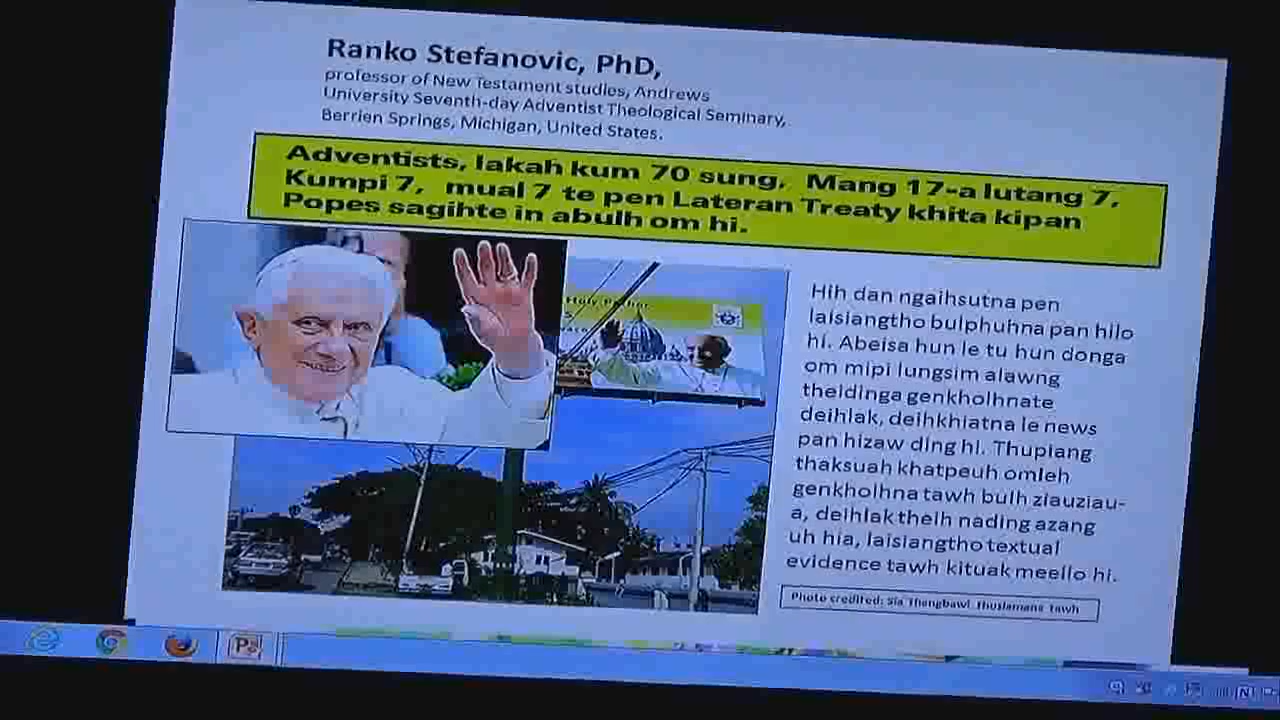 Ranko Stefanovic, PhD,
professor of New Testament studies, Andrews
University Seventh-day Adventist Theological Seminary,
Berrien Springs, Michigan, United States.
Adventists, lakah kum 70 sung, Mang 17-a lutang 7,
Kumpi 7, mual 7 te pen Lateran Treaty khita kipan
Popes sagihte in abulh om hi.
Holy
Hih dan ngaihsutna pen
laisiangtho bulphuhna pan hilo
hi. Abeisa hun le tu hun donga
om mipi lungsim alawng
theidinga genkholhnate
deihlak, deihkhiatna le news
pan hizaw ding hi. Thupiang
thaksuah khatpeuh omleh
genkholhna tawh bulh ziauziau-
a, deihlak theih nading azang
uh hia, laisiangtho textual
evidence tawh kituak meello hi.
Photo credited: Sia Thangbawi Thuslamana tawh